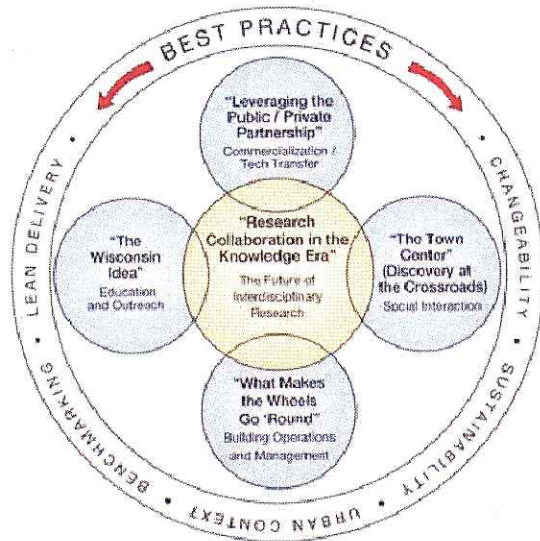 BEST PRACTICES
• CHANGEABILITY • SUSTAINABILITY • URBAN CONTEXT • BENCHMARKING • LEAN DELIVERY •
"Leveraging the
Public / Private
Partnership"
Commercialization /
Tech Transfer
"The
Wisconsin
Idea"
Education
and Outreach
"Research
Collaboration in the
Knowledge Era"
The Future of
Interdisciplinary
Research
"The Town
Center"
(Discovery at
the Crossroads)
Social Interaction
"What Makes
the Wheels
Go 'Round"
Building Operations
and Management